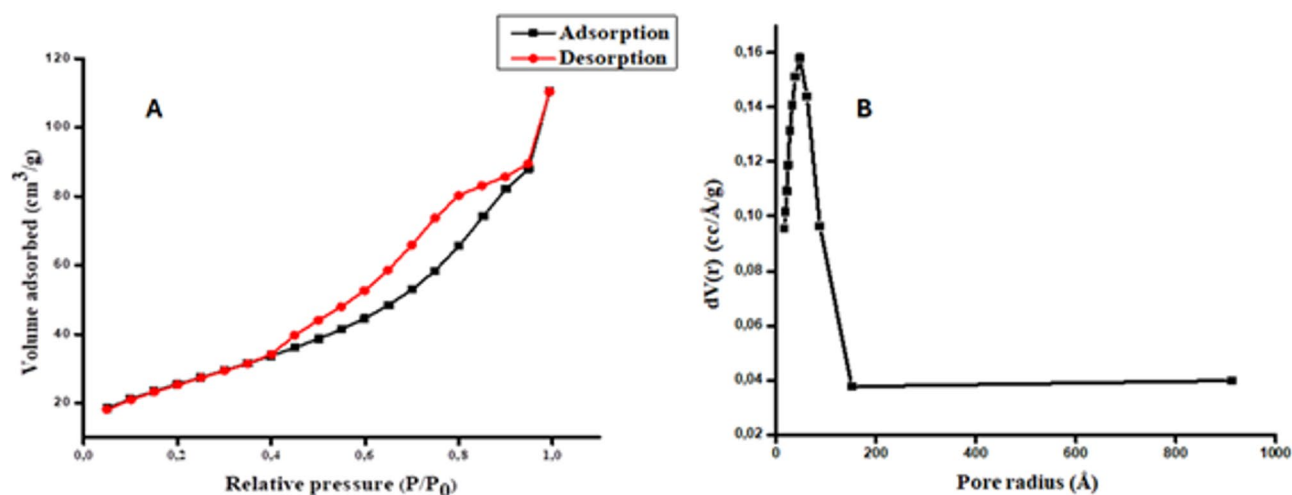 Adsorption
Desorption
A
120
100
80
60
40
20
Volume adsorbed (cm³/g)
0,0 0,2 0,4 0,6 0,8 1,0
Relative pressure (P/P₀)
B
0,16
0,14
0,12
0,10
0,08
0,06
0,04
0,02
dV(r) (cc/Å/g)
0 200 400 600 800 1000
Pore radius (Å)